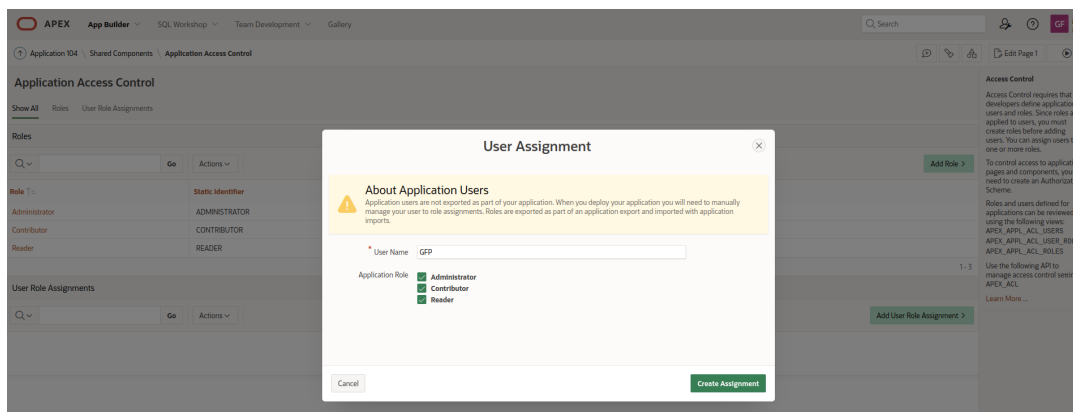 APEX App Builder SQL Workshop Team Development Gallery Search GF
Application 104 \ Shared Components \ Application Access Control Edit Page 1
Application Access Control
Show All Roles User Role Assignments
Roles
Go Actions Add Role >
Role Static Identifier
Administrator ADMINISTRATOR
Contributor CONTRIBUTOR
Reader READER
1 - 3
User Role Assignments
Go Actions Add User Role Assignment >
User Assignment
About Application Users
Application users are not exported as part of your application. When you deploy your application you will need to manually
manage your user to role assignments. Roles are exported as part of an application export and imported with application
imports.
* User Name GFP
Application Role Administrator
Contributor
Reader
Cancel Create Assignment
Access Control
Access Control requires that
developers define application
users and roles. Since roles a
applied to users, you must
create roles before adding
users. You can assign users t
one or more roles.
To control access to applicati
pages and components, you
need to create an Authorizat
Scheme.
Roles and users defined for
applications can be reviewed
using the following views:
APEX_APPL_ACL_USERS
APEX_APPL_ACL_USER_ROL
APEX_APPL_ACL_ROLES
Use the following API to
manage access control settin
APEX_ACL
Learn More ...